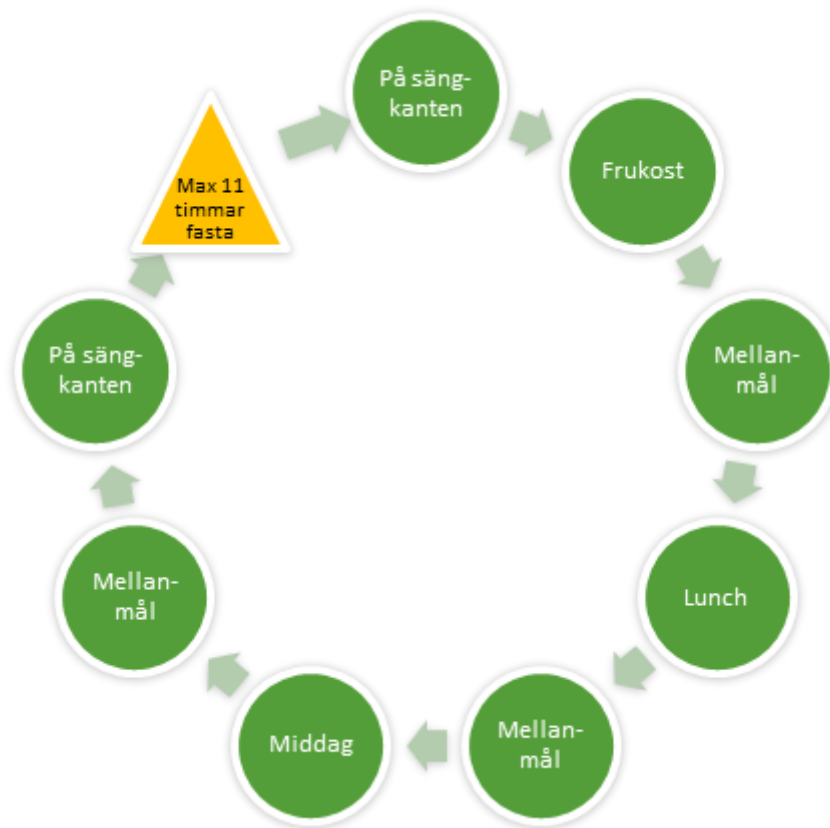 På säng-
kanten
Frukost
Mellan-
mål
Lunch
Mellan-
mål
Middag
Mellan-
mål
På säng-
kanten
Max 11
timmar
fasta